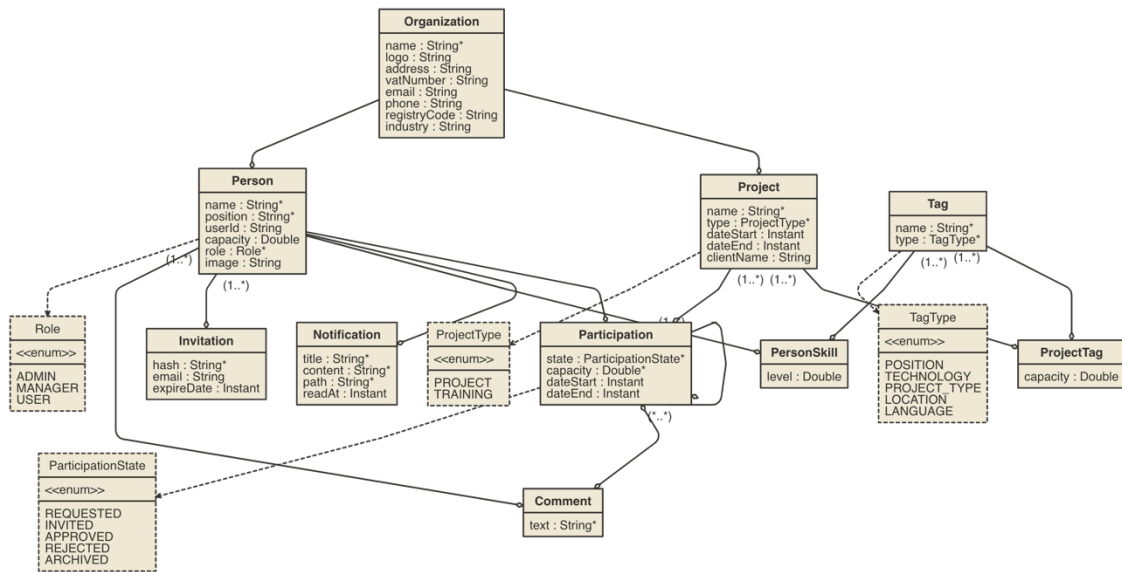 Organization
name : String*
logo : String
address : String
vatNumber : String
email : String
phone : String
registryCode : String
industry : String
Person
name : String*
position : String*
userId : String
capacity : Double
role : Role*
image : String
Project
name : String*
type : ProjectType*
dateStart : Instant
dateEnd : Instant
clientName : String
Tag
name : String*
type : TagType*
(1..*)
(1..*)
(1..*)
(1..*)
(1..*)
(1..*)
Role
<<enum>>
ADMIN
MANAGER
USER
Invitation
hash : String*
email : String
expireDate : Instant
Notification
title : String*
content : String*
path : String*
readAt : Instant
ProjectType
<<enum>>
PROJECT
TRAINING
Participation
state : ParticipationState*
capacity : Double*
dateStart : Instant
dateEnd : Instant
PersonSkill
level : Double
TagType
<<enum>>
POSITION
TECHNOLOGY
PROJECT_TYPE
LOCATION
LANGUAGE
ProjectTag
capacity : Double
(*..*)
ParticipationState
<<enum>>
REQUESTED
INVITED
APPROVED
REJECTED
ARCHIVED
Comment
text : String*